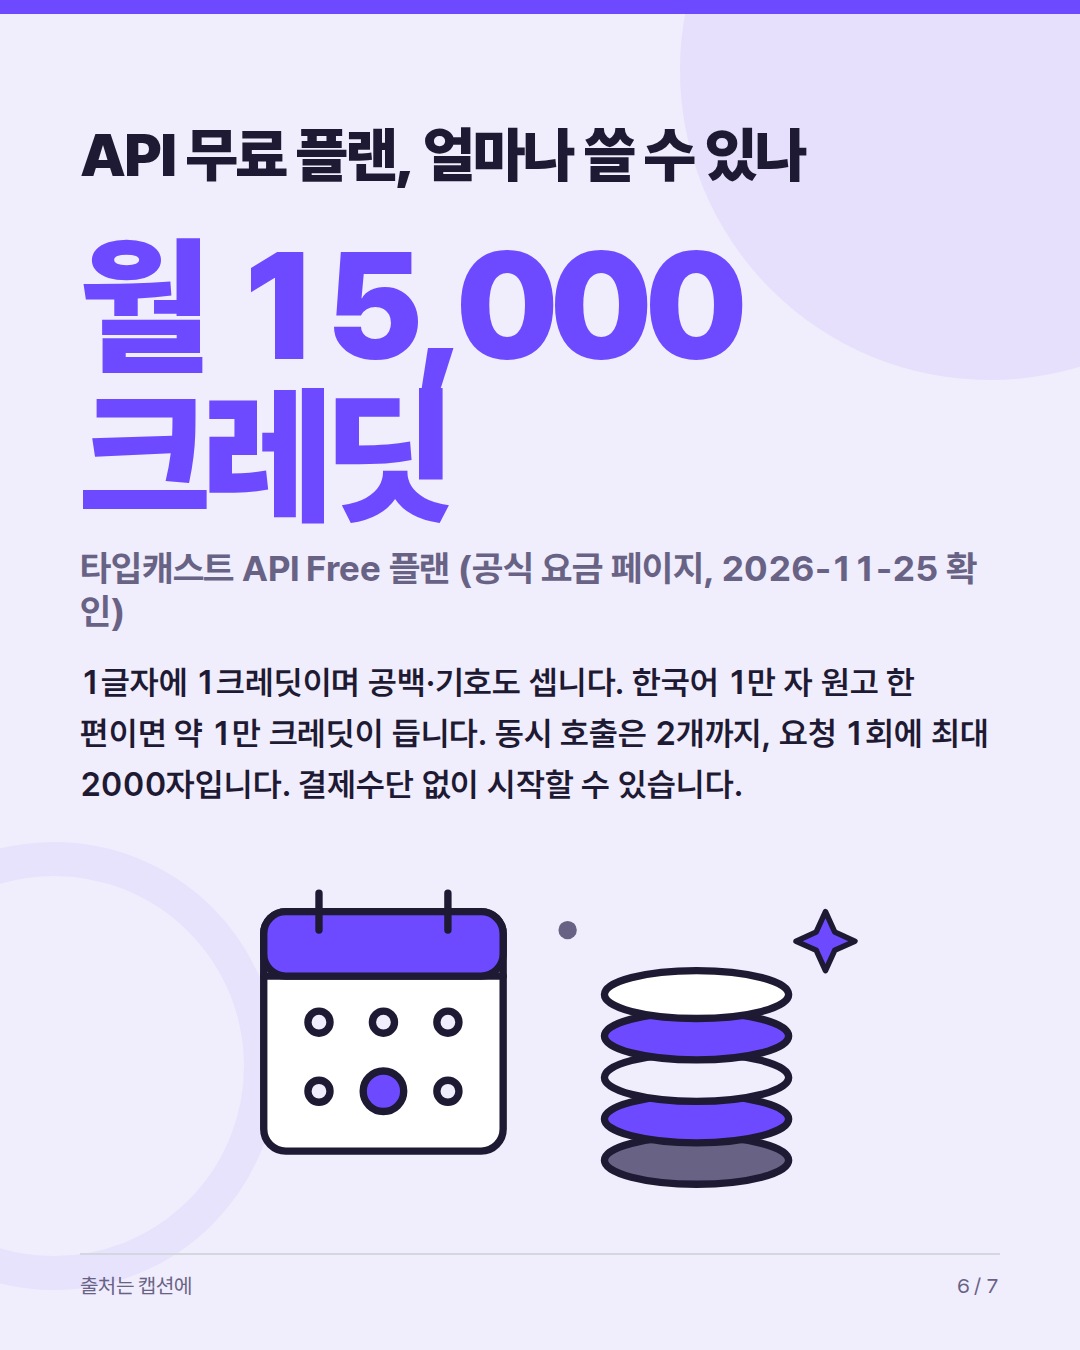 API 무료 플랜, 얼마나 쓸 수 있나
월 15,000
크레딧
타입캐스트 API Free 플랜 (공식 요금 페이지, 2026-11-25 확
인)
1글자에 1크레딧이며 공백·기호도 셉니다. 한국어 1만 자 원고 한
편이면 약 1만 크레딧이 듭니다. 동시 호출은 2개까지, 요청 1회에 최대
2000자입니다. 결제수단 없이 시작할 수 있습니다.
출처는 캡션에
6 / 7